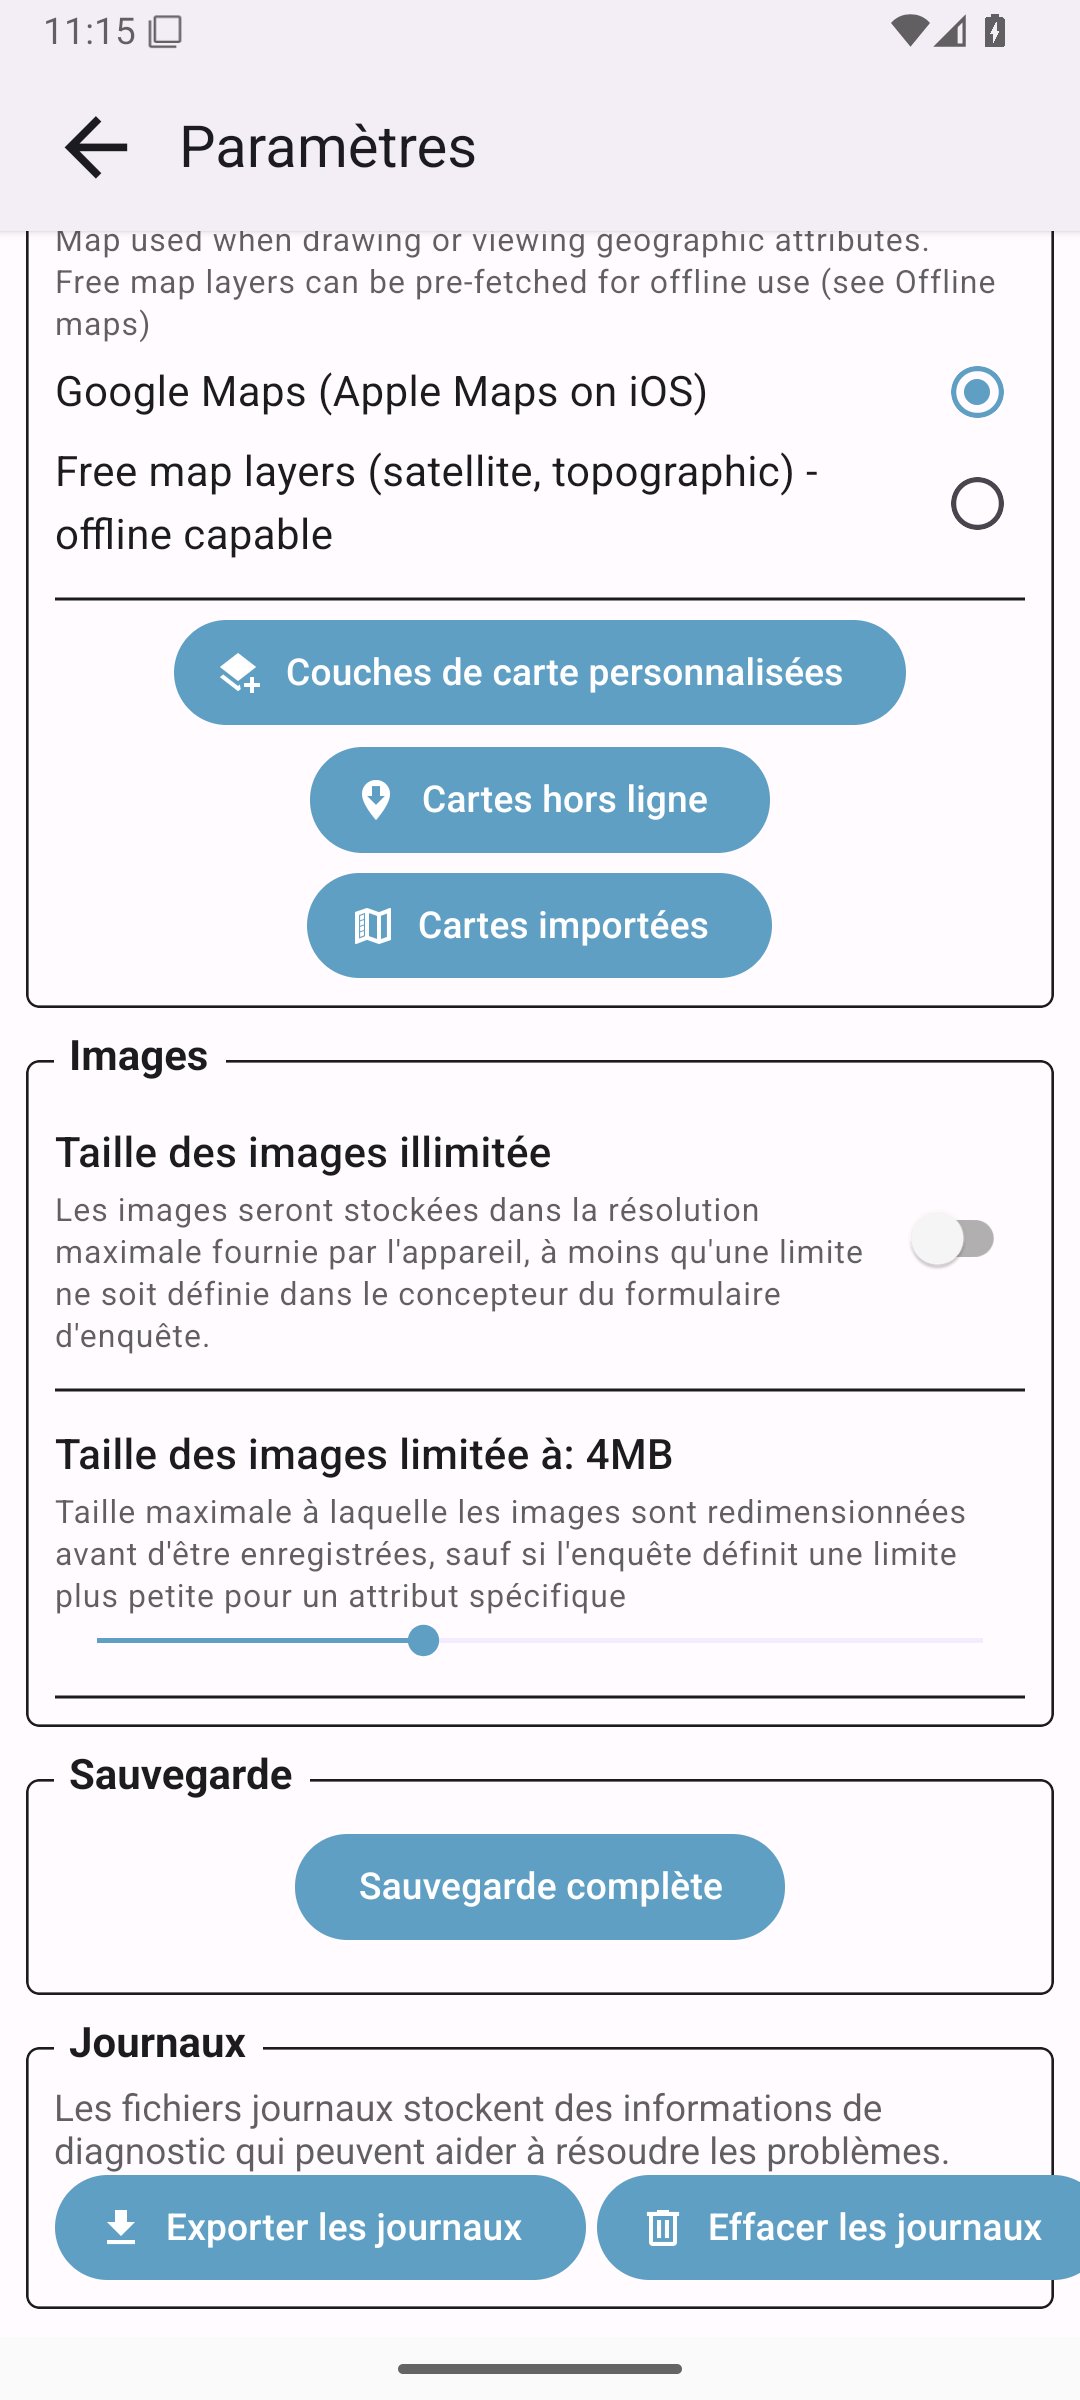 11:15
Paramètres
Map used when drawing or viewing geographic attributes.
Free map layers can be pre-fetched for offline use (see Offline
maps)
Google Maps (Apple Maps on iOS)
Free map layers (satellite, topographic) -
offline capable
Couches de carte personnalisées
Cartes hors ligne
Cartes importées
Images
Taille des images illimitée
Les images seront stockées dans la résolution
maximale fournie par l'appareil, à moins qu'une limite
ne soit définie dans le concepteur du formulaire
d'enquête.
Taille des images limitée à: 4MB
Taille maximale à laquelle les images sont redimensionnées
avant d'être enregistrées, sauf si l'enquête définit une limite
plus petite pour un attribut spécifique
Sauvegarde
Sauvegarde complète
Journaux
Les fichiers journaux stockent des informations de
diagnostic qui peuvent aider à résoudre les problèmes.
Exporter les journaux
Effacer les journaux